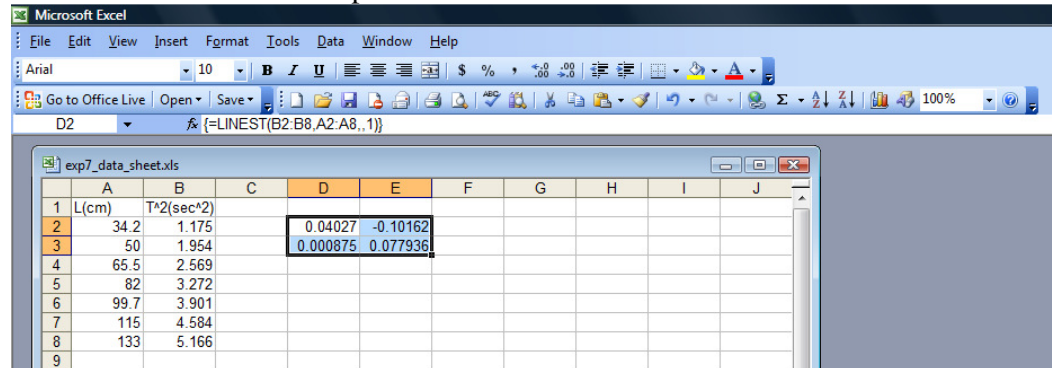 Microsoft Excel
File Edit View Insert Format Tools Data Window Help
Arial 10 B I U $ % , .00 .00 A
Go to Office Live Open Save ABC Σ 100%
D2 fx {=LINEST(B2:B8,A2:A8,,1)}
exp7_data_sheet.xls
A B C D E F G H I J
1 L(cm) T^2(sec^2)
2 34.2 1.175 0.04027 -0.10162
3 50 1.954 0.000875 0.077936
4 65.5 2.569
5 82 3.272
6 99.7 3.901
7 115 4.584
8 133 5.166
9